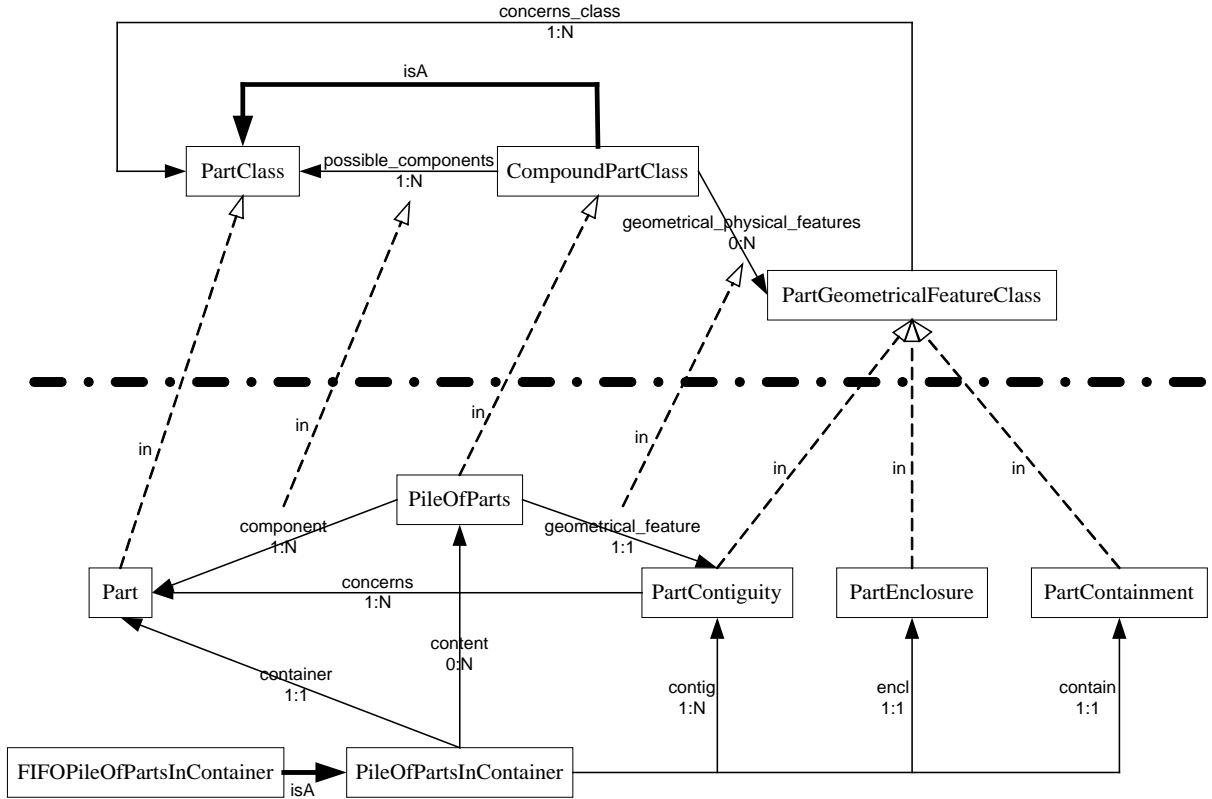 concerns_class
1:N
isA
PartClass
possible_components
1:N
CompoundPartClass
geometrical_physical_features
0:N
PartGeometricalFeatureClass
in
in
in
in
in
in
in
PileOfParts
component
1:N
geometrical_feature
1:1
Part
concerns
1:N
PartContiguity
PartEnclosure
PartContainment
container
1:1
content
0:N
contig
1:N
encl
1:1
contain
1:1
FIFOPileOfPartsInContainer
isA
PileOfPartsInContainer